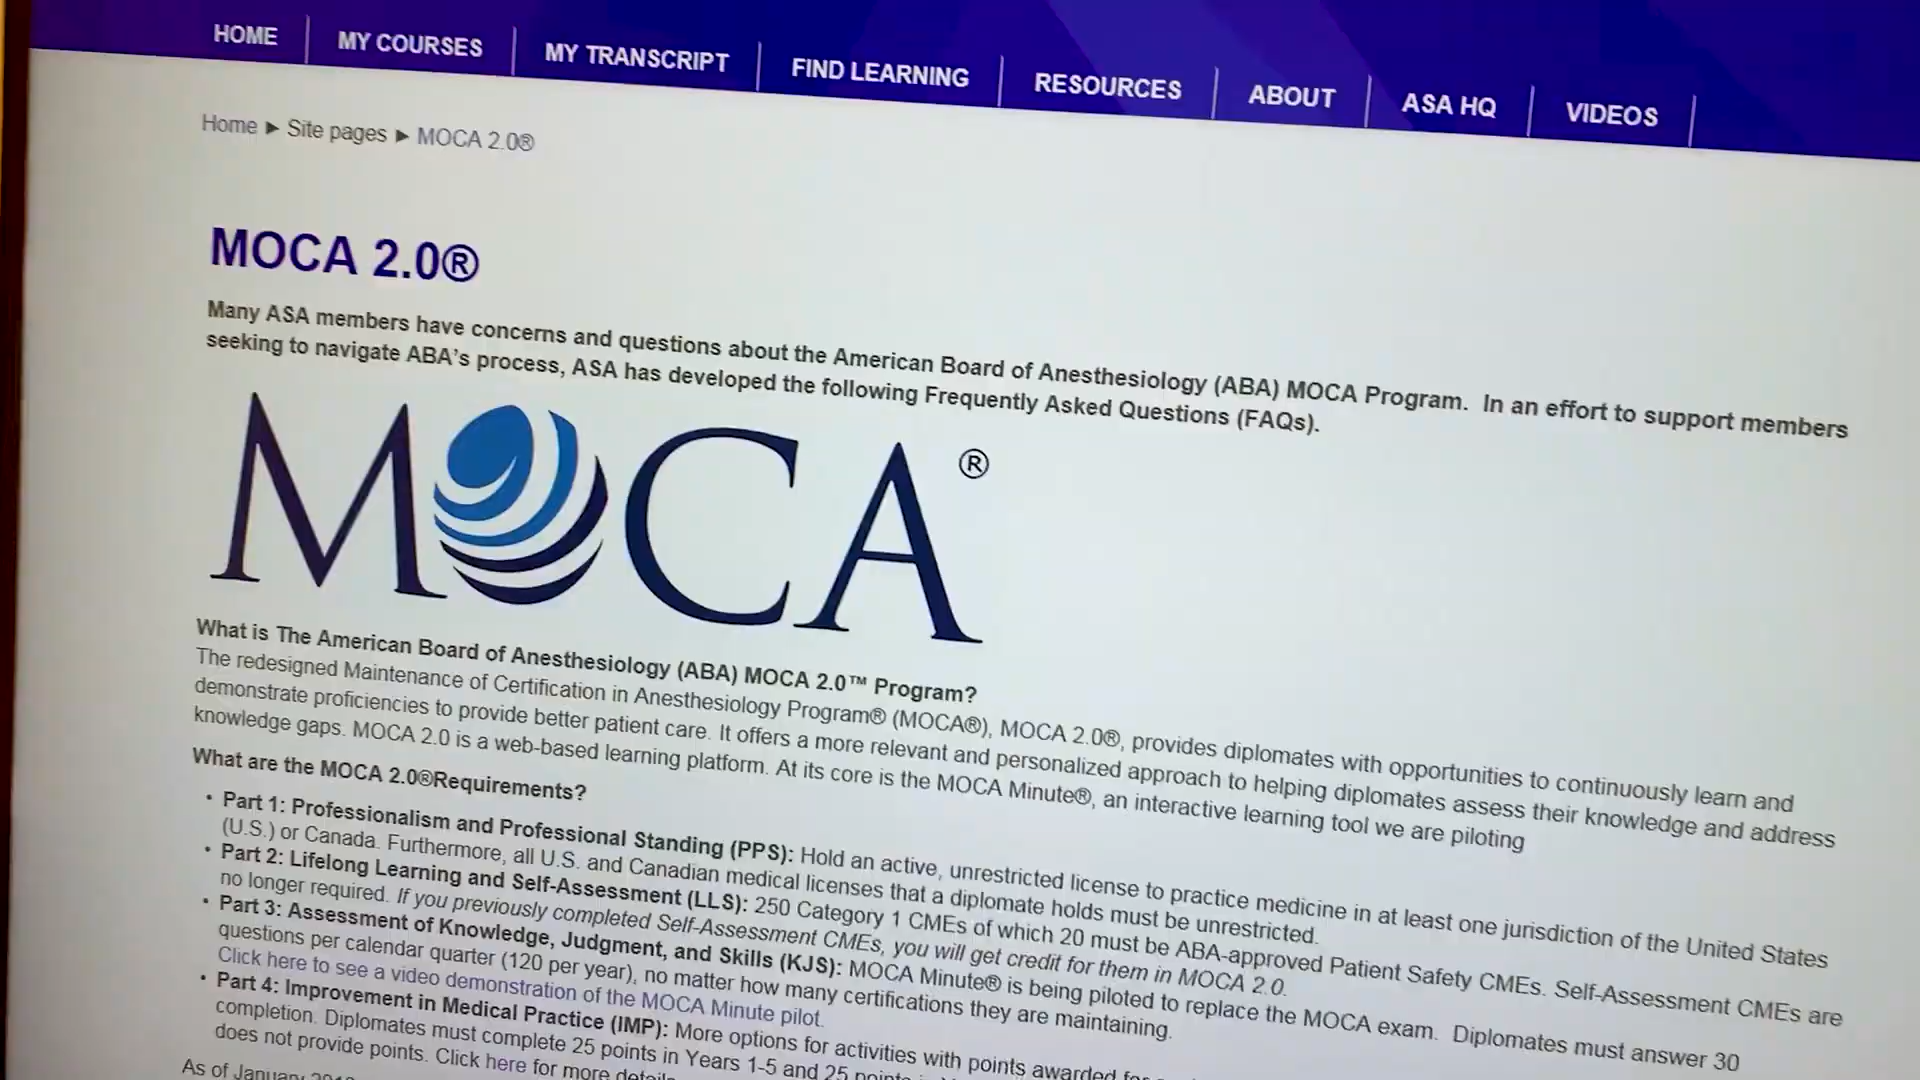 HOME
MY COURSES
MY TRANSCRIPT
FIND LEARNING
RESOURCES
ABOUT
ASA HQ
VIDEOS
Home ► Site pages ► MOCA 2.0®
MOCA 2.0®
Many ASA members have concerns and questions about the American Board of Anesthesiology (ABA) MOCA Program. In an effort to support members
seeking to navigate ABA's process, ASA has developed the following Frequently Asked Questions (FAQs).
MOCA®
What is The American Board of Anesthesiology (ABA) MOCA 2.0™ Program?
The redesigned Maintenance of Certification in Anesthesiology Program® (MOCA®), MOCA 2.0®, provides diplomates with opportunities to continuously learn and
demonstrate proficiencies to provide better patient care. It offers a more relevant and personalized approach to helping diplomates assess their knowledge and address
knowledge gaps. MOCA 2.0 is a web-based learning platform. At its core is the MOCA Minute®, an interactive learning tool we are piloting
What are the MOCA 2.0®Requirements?
• Part 1: Professionalism and Professional Standing (PPS): Hold an active, unrestricted license to practice medicine in at least one jurisdiction of the United States
(U.S.) or Canada. Furthermore, all U.S. and Canadian medical licenses that a diplomate holds must be unrestricted.
• Part 2: Lifelong Learning and Self-Assessment (LLS): 250 Category 1 CMEs of which 20 must be ABA-approved Patient Safety CMEs. Self-Assessment CMEs are
no longer required. If you previously completed Self-Assessment CMEs, you will get credit for them in MOCA 2.0.
• Part 3: Assessment of Knowledge, Judgment, and Skills (KJS): MOCA Minute® is being piloted to replace the MOCA exam. Diplomates must answer 30
questions per calendar quarter (120 per year), no matter how many certifications they are maintaining.
Click here to see a video demonstration of the MOCA Minute pilot.
• Part 4: Improvement in Medical Practice (IMP): More options for activities with points awarded for
completion. Diplomates must complete 25 points in Years 1-5 and 25 points
does not provide points. Click here for more details
As of January